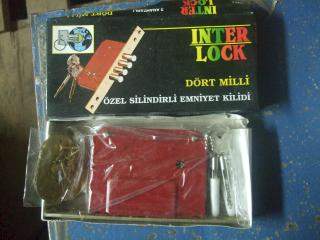 INTER
LOCK
DÖRT MİLLİ
ÖZEL SİLİNDİRLİ EMNİYET KİLİDİ